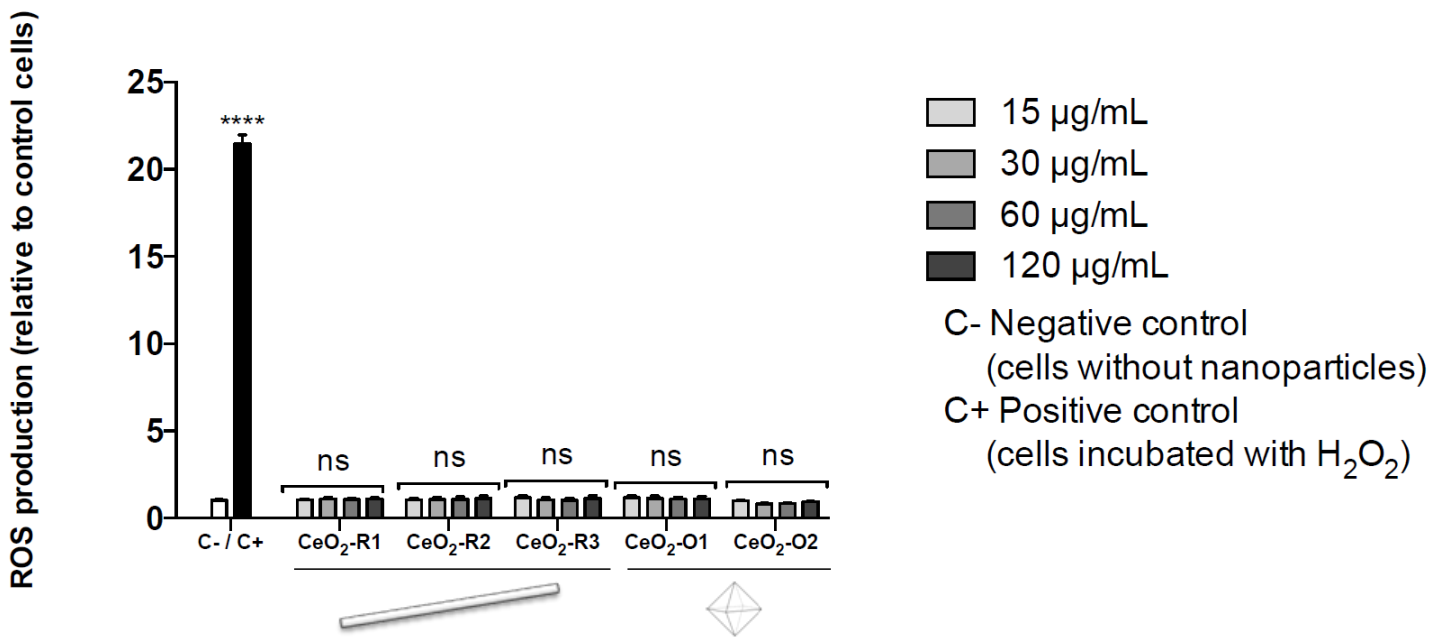 ROS production (relative to control cells)
25
20
15
10
5
0
****
ns
ns
ns
ns
ns
C- / C+
CeO₂-R1
CeO₂-R2
CeO₂-R3
CeO₂-O1
CeO₂-O2
15 µg/mL
30 µg/mL
60 µg/mL
120 µg/mL
C- Negative control
(cells without nanoparticles)
C+ Positive control
(cells incubated with H₂O₂)